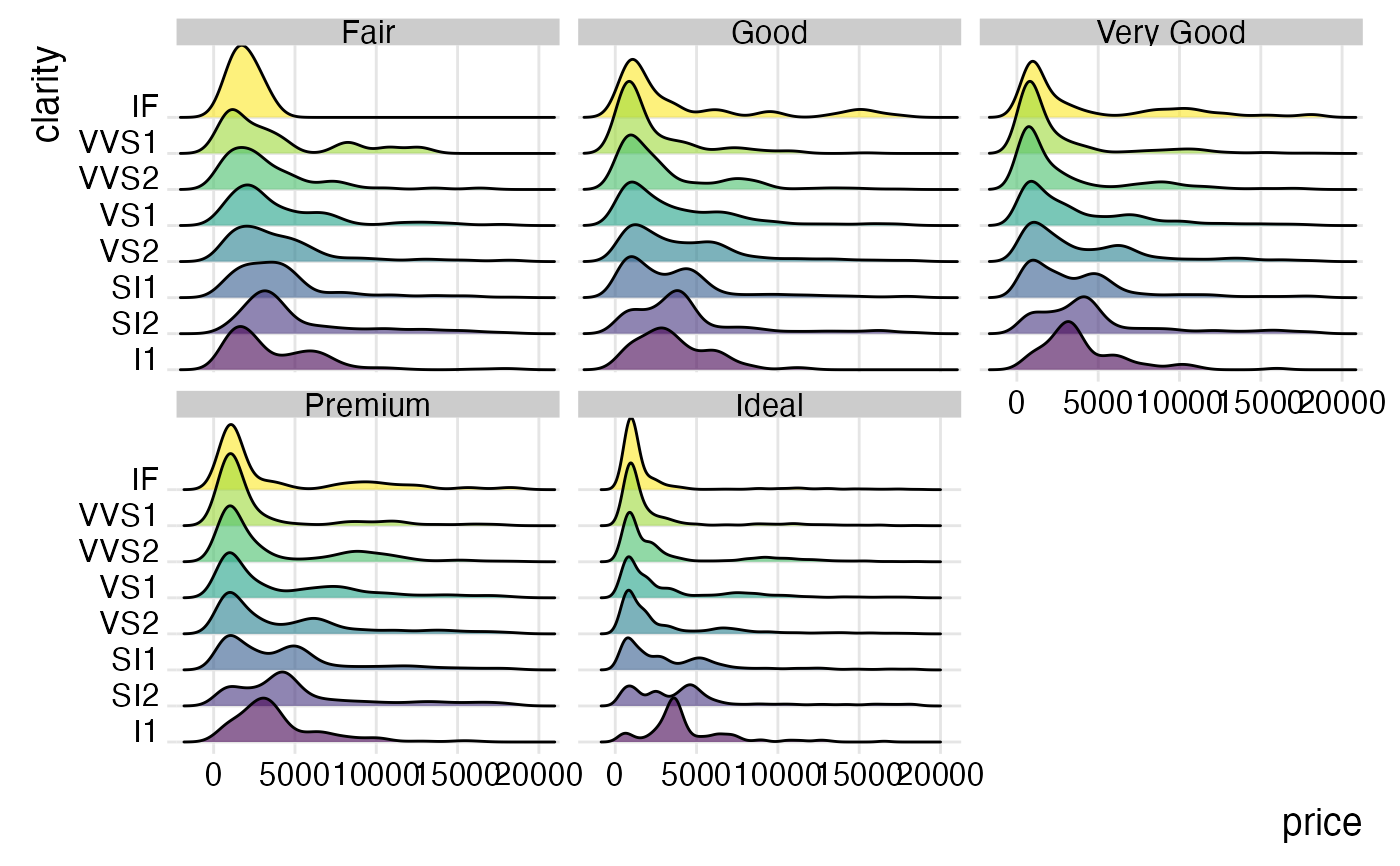 Fair Good Very Good
clarity
IF
VVS1
VVS2
VS1
VS2
SI1
SI2
I1
0 5000 10000 15000 20000
Premium Ideal
IF
VVS1
VVS2
VS1
VS2
SI1
SI2
I1
0 5000 10000 15000 20000 0 5000 10000 15000 20000
price